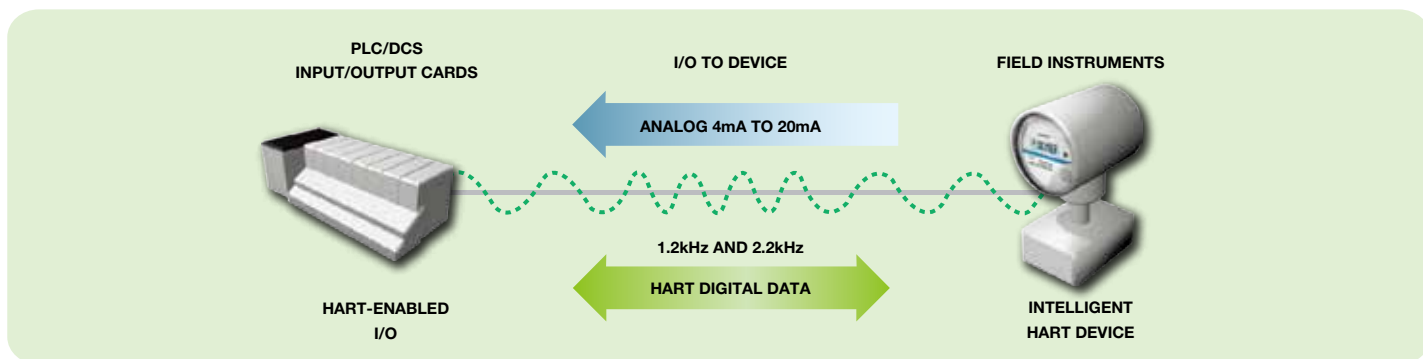 PLC/DCS
INPUT/OUTPUT CARDS
I/O TO DEVICE
FIELD INSTRUMENTS
ANALOG 4mA TO 20mA
1.2kHz AND 2.2kHz
HART DIGITAL DATA
HART-ENABLED
I/O
INTELLIGENT
HART DEVICE